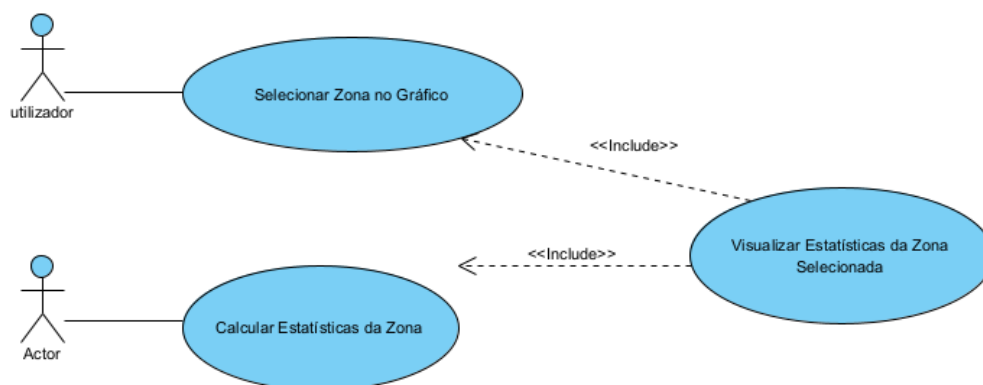 Selecionar Zona no Gráfico
utilizador
<<Include>>
Visualizar Estatísticas da Zona
Selecionada
<<Include>>
Calcular Estatísticas da Zona
Actor